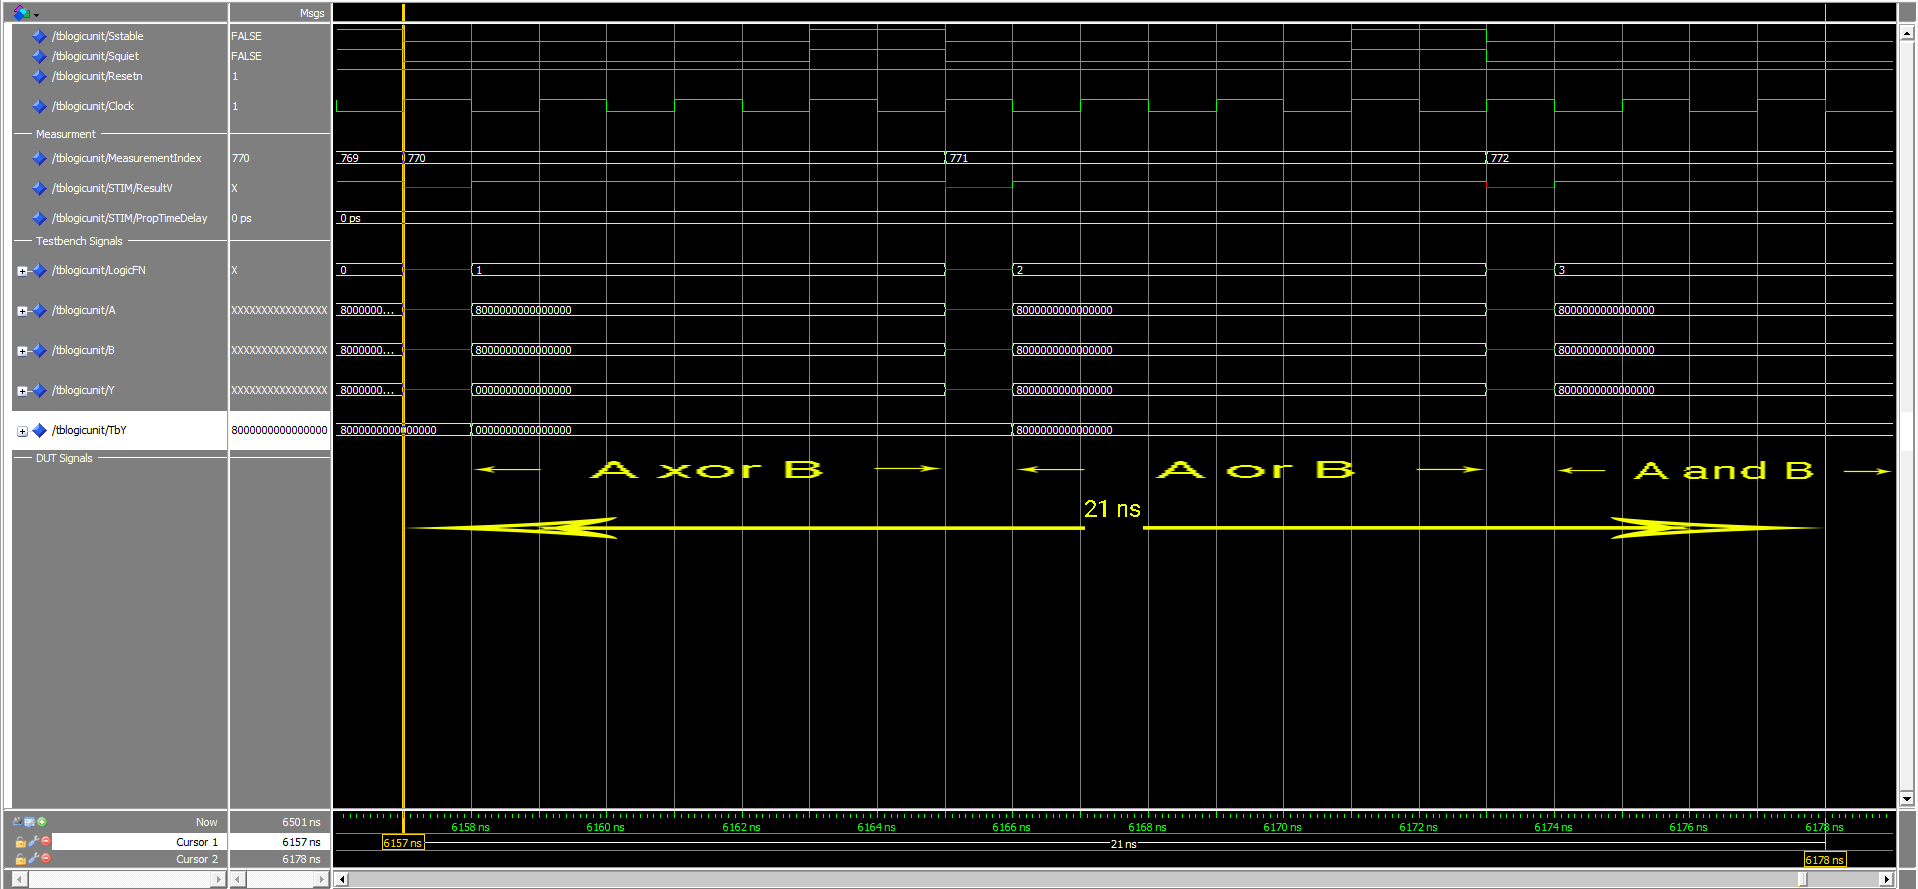 Msgs
/tblogicunit/Sstable FALSE
/tblogicunit/Squiet FALSE
/tblogicunit/Resetn 1
/tblogicunit/Clock 1
Measurment
/tblogicunit/MeasurementIndex 770 769 770 771 772
/tblogicunit/STIM/ResultV X
/tblogicunit/STIM/PropTimeDelay 0 ps 0 ps
Testbench Signals
/tblogicunit/LogicFN X 0 1 2 3
/tblogicunit/A XXXXXXXXXXXXXXXX 8000000... 8000000000000000 8000000000000000 8000000000000000
/tblogicunit/B XXXXXXXXXXXXXXXX 8000000... 8000000000000000 8000000000000000 8000000000000000
/tblogicunit/Y XXXXXXXXXXXXXXXX 8000000... 0000000000000000 8000000000000000 8000000000000000
/tblogicunit/TbY 8000000000000000 8000000000000000 0000000000000000 8000000000000000
DUT Signals
A xor B A or B A and B
21 ns
Now 6501 ns 6158 ns 6160 ns 6162 ns 6164 ns 6166 ns 6168 ns 6170 ns 6172 ns 6174 ns 6176 ns 6178 ns
Cursor 1 6157 ns 6157 ns 21 ns
Cursor 2 6178 ns 6178 ns